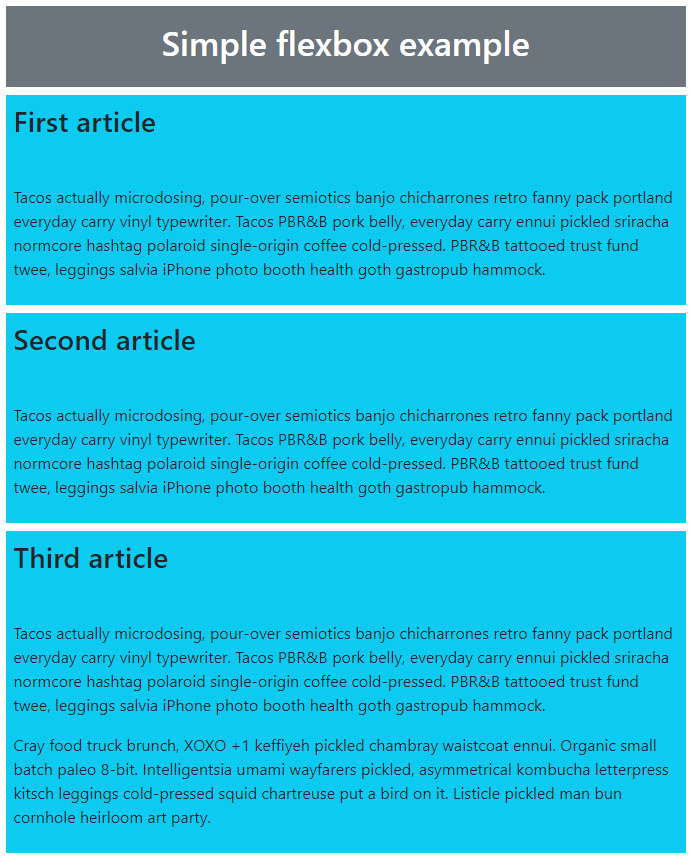 Simple flexbox example
First article
Tacos actually microdosing, pour-over semiotics banjo chicharrones retro fanny pack portland
everyday carry vinyl typewriter. Tacos PBR&B pork belly, everyday carry ennui pickled sriracha
normcore hashtag polaroid single-origin coffee cold-pressed. PBR&B tattooed trust fund
twee, leggings salvia iPhone photo booth health goth gastropub hammock.
Second article
Tacos actually microdosing, pour-over semiotics banjo chicharrones retro fanny pack portland
everyday carry vinyl typewriter. Tacos PBR&B pork belly, everyday carry ennui pickled sriracha
normcore hashtag polaroid single-origin coffee cold-pressed. PBR&B tattooed trust fund
twee, leggings salvia iPhone photo booth health goth gastropub hammock.
Third article
Tacos actually microdosing, pour-over semiotics banjo chicharrones retro fanny pack portland
everyday carry vinyl typewriter. Tacos PBR&B pork belly, everyday carry ennui pickled sriracha
normcore hashtag polaroid single-origin coffee cold-pressed. PBR&B tattooed trust fund
twee, leggings salvia iPhone photo booth health goth gastropub hammock.
Cray food truck brunch, XOXO +1 keffiyeh pickled chambray waistcoat ennui. Organic small
batch paleo 8-bit. Intelligentsia umami wayfarers pickled, asymmetrical kombucha letterpress
kitsch leggings cold-pressed squid chartreuse put a bird on it. Listicle pickled man bun
cornhole heirloom art party.